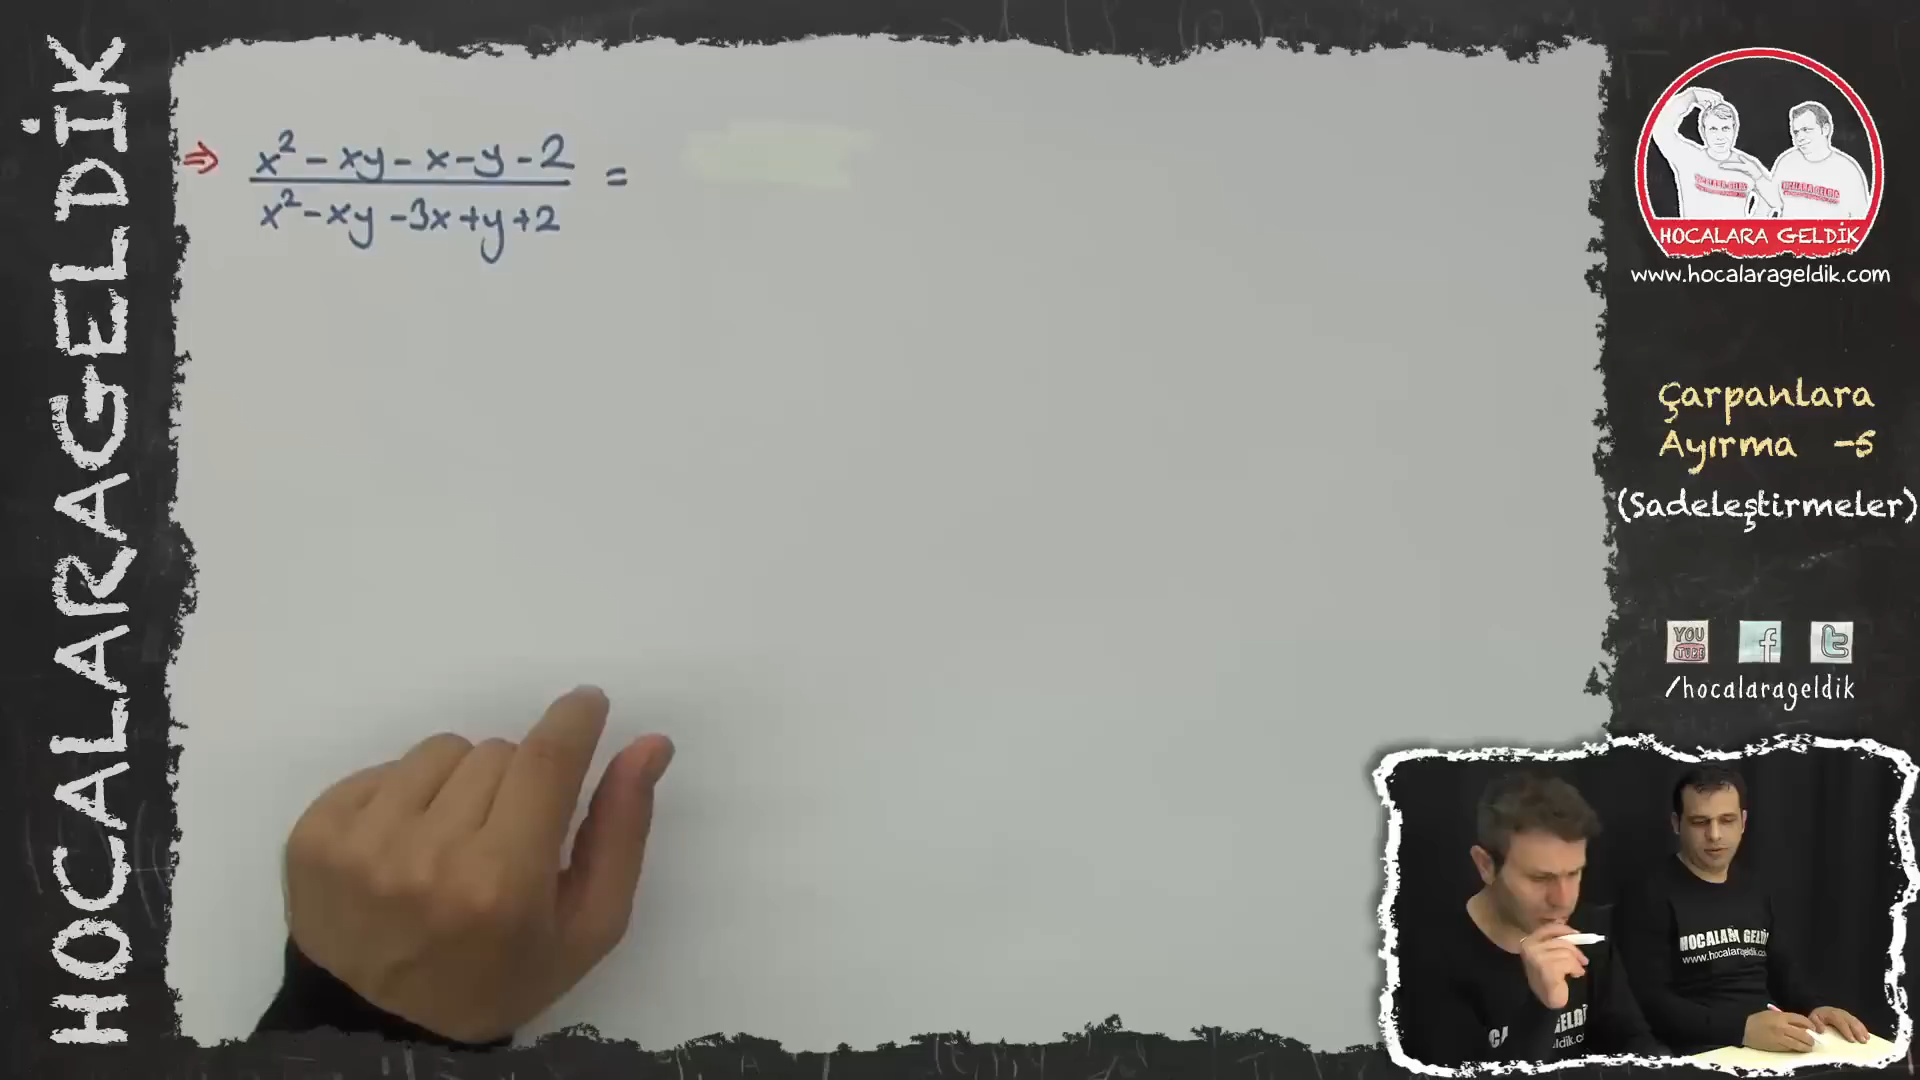 HOCALARAGELDİK
⇒ x² - xy - x - y - 2 =
x² - xy - 3x + y + 2
HOCALARA GELDİK
www.hocalarageldik.com
Çarpanlara
Ayırma -5
(Sadeleştirmeler)
YOU
TUBE
f
t
/hocalarageldik
HOCALARA GELDİ
www.hocalarageldik.co